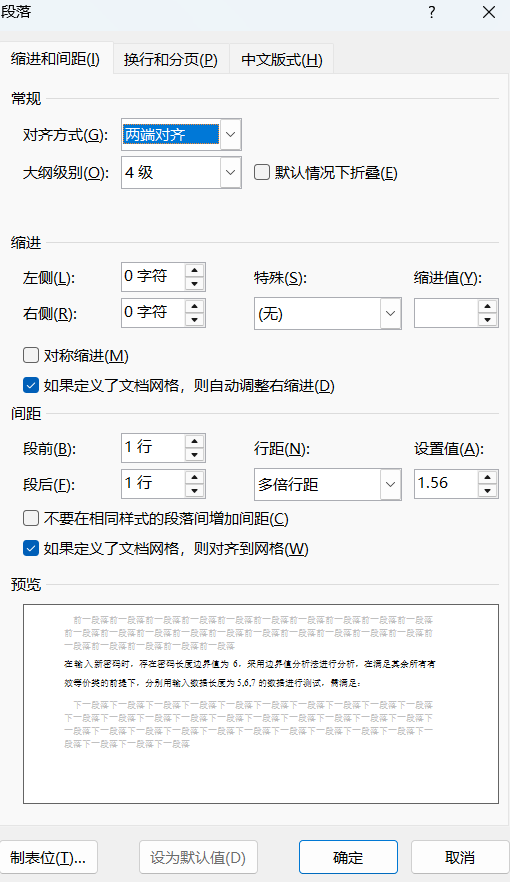 段落 ?
缩进和间距(I) 换行和分页(P) 中文版式(H)
常规
对齐方式(G): 两端对齐
大纲级别(O): 4 级 默认情况下折叠(E)
缩进
左侧(L): 0 字符 特殊(S): 缩进值(Y):
右侧(R): 0 字符 (无)
对称缩进(M)
如果定义了文档网格，则自动调整右缩进(D)
间距
段前(B): 1 行 行距(N): 设置值(A):
段后(F): 1 行 多倍行距 1.56
不要在相同样式的段落间增加间距(C)
如果定义了文档网格，则对齐到网格(W)
预览
前一段落前一段落前一段落前一段落前一段落前一段落前一段落前一段落前一段落前一段落
前一段落前一段落前一段落前一段落前一段落前一段落前一段落前一段落前一段落前一段落前
一段落前一段落前一段落前一段落前一段落
在输入新密码时，存在密码长度边界值为 6，采用边界值分析法进行分析，在满足其余所有有
效等价类的前提下，分别用输入数据长度为5,6,7 的数据进行测试，需满足：
下一段落下一段落下一段落下一段落下一段落下一段落下一段落下一段落下一段落下一段落
下一段落下一段落下一段落下一段落下一段落下一段落下一段落下一段落下一段落下一段落下
一段落下一段落下一段落下一段落下一段落下一段落下一段落下一段落下一段落下一段落下一
段落下一段落下一段落下一段落
制表位(T)... 设为默认值(D) 确定 取消